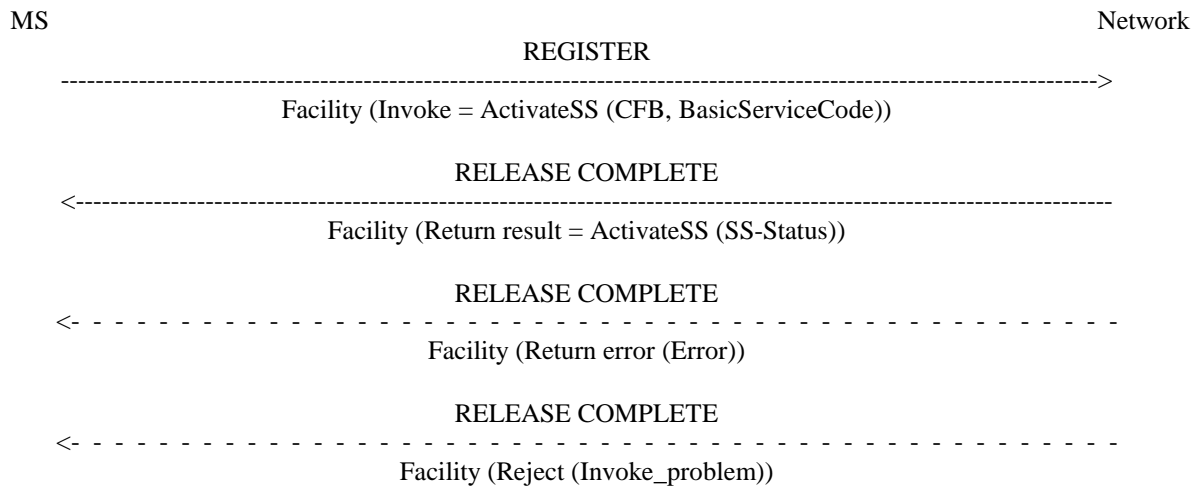 MS Network
REGISTER
Facility (Invoke = ActivateSS (CFB, BasicServiceCode))
RELEASE COMPLETE
Facility (Return result = ActivateSS (SS-Status))
RELEASE COMPLETE
Facility (Return error (Error))
RELEASE COMPLETE
Facility (Reject (Invoke_problem))